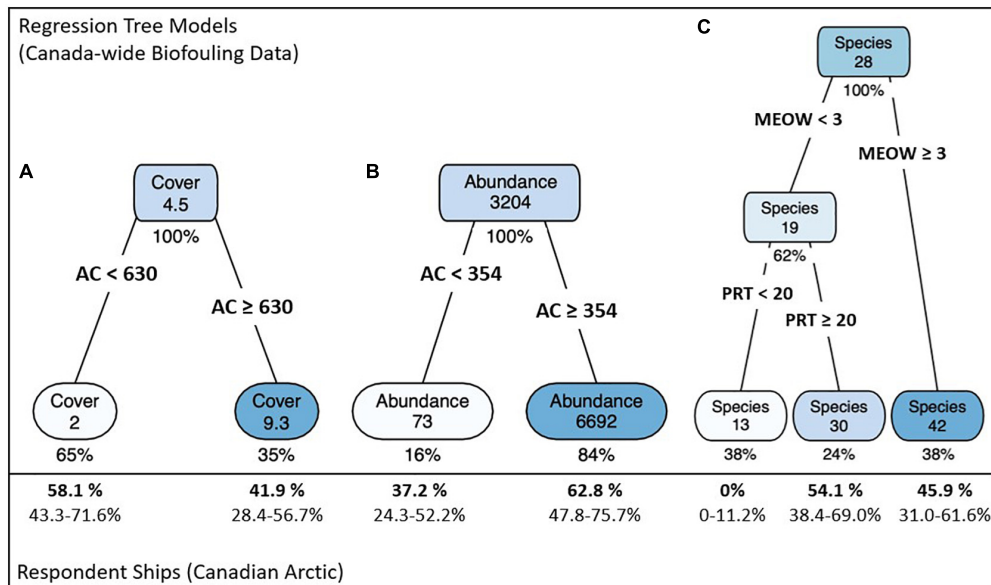 Regression Tree Models
(Canada-wide Biofouling Data)
A
Cover
4.5
100%
AC < 630
AC ≥ 630
Cover
2
65%
Cover
9.3
35%
B
Abundance
3204
100%
AC < 354
AC ≥ 354
Abundance
73
16%
Abundance
6692
84%
C
Species
28
100%
MEOW < 3
MEOW ≥ 3
Species
19
62%
PRT < 20
PRT ≥ 20
Species
13
38%
Species
30
24%
Species
42
38%
58.1 % 41.9 % 37.2 % 62.8 % 0% 54.1 % 45.9 %
43.3-71.6% 28.4-56.7% 24.3-52.2% 47.8-75.7% 0-11.2% 38.4-69.0% 31.0-61.6%
Respondent Ships (Canadian Arctic)